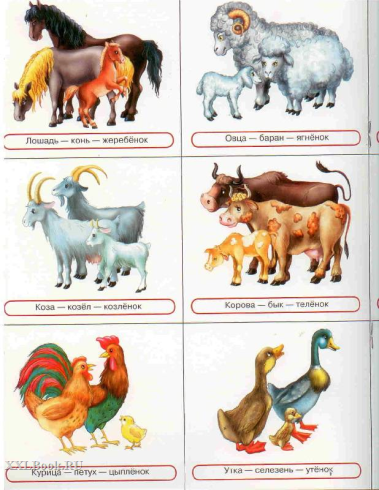 Лошадь — конь — жеребёнок
Овца — баран — ягнёнок
Коза — козёл — козлёнок
Корова — бык — телёнок
Курица — петух — цыплёнок
Утка — селезень — утёнок
XXLBook.RU